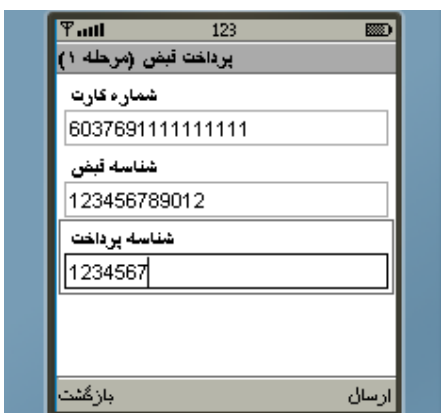 123
پرداخت قبض (مرحله ۱)
شماره کارت
6037691111111111
شناسه قبض
123456789012
شناسه پرداخت
1234567
ارسال
بازگشت